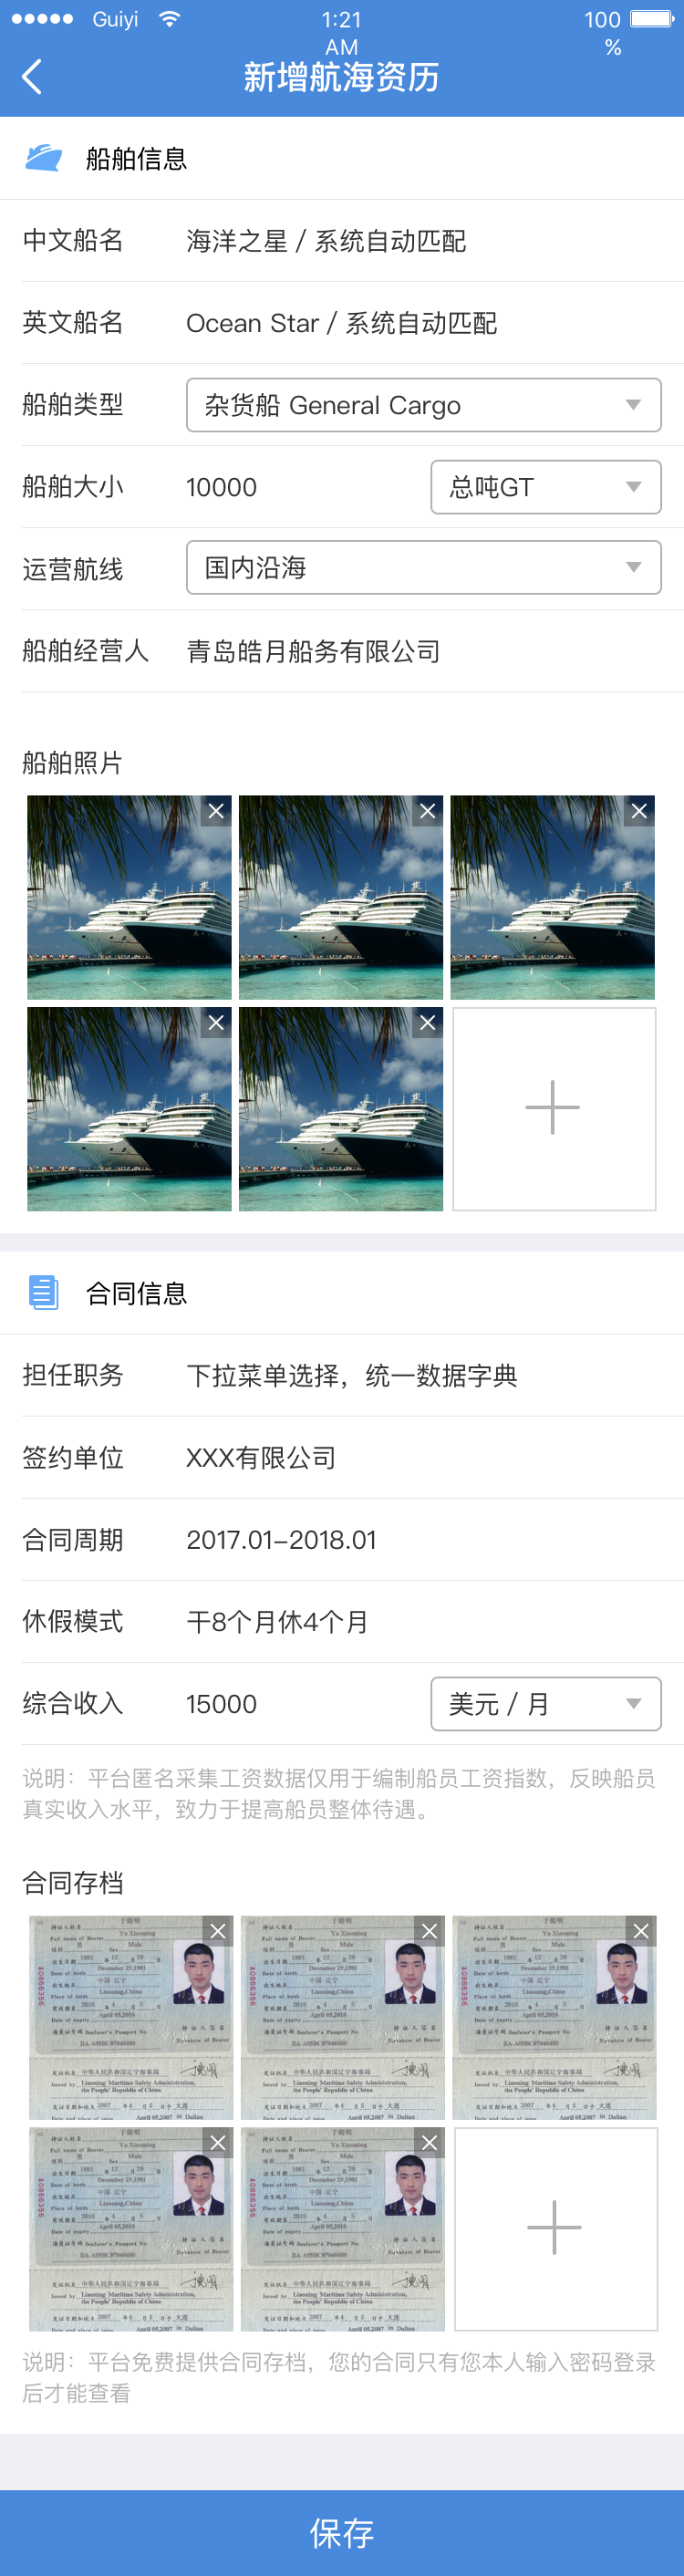 Guiyi 1:21 AM 100 %
新增航海资历
船舶信息
中文船名 海洋之星 / 系统自动匹配
英文船名 Ocean Star / 系统自动匹配
船舶类型 杂货船 General Cargo
船舶大小 10000 总吨GT
运营航线 国内沿海
船舶经营人 青岛皓月船务有限公司
船舶照片
合同信息
担任职务 下拉菜单选择，统一数据字典
签约单位 XXX有限公司
合同周期 2017.01-2018.01
休假模式 干8个月休4个月
综合收入 15000 美元 / 月
说明：平台匿名采集工资数据仅用于编制船员工资指数，反映船员
真实收入水平，致力于提高船员整体待遇。
合同存档
说明：平台免费提供合同存档，您的合同只有您本人输入密码登录
后才能查看
保存